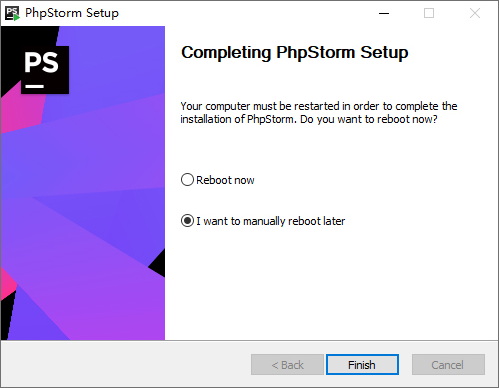 PS PhpStorm Setup
PS
Completing PhpStorm Setup
Your computer must be restarted in order to complete the
installation of PhpStorm. Do you want to reboot now?
Reboot now
I want to manually reboot later
< Back Finish Cancel